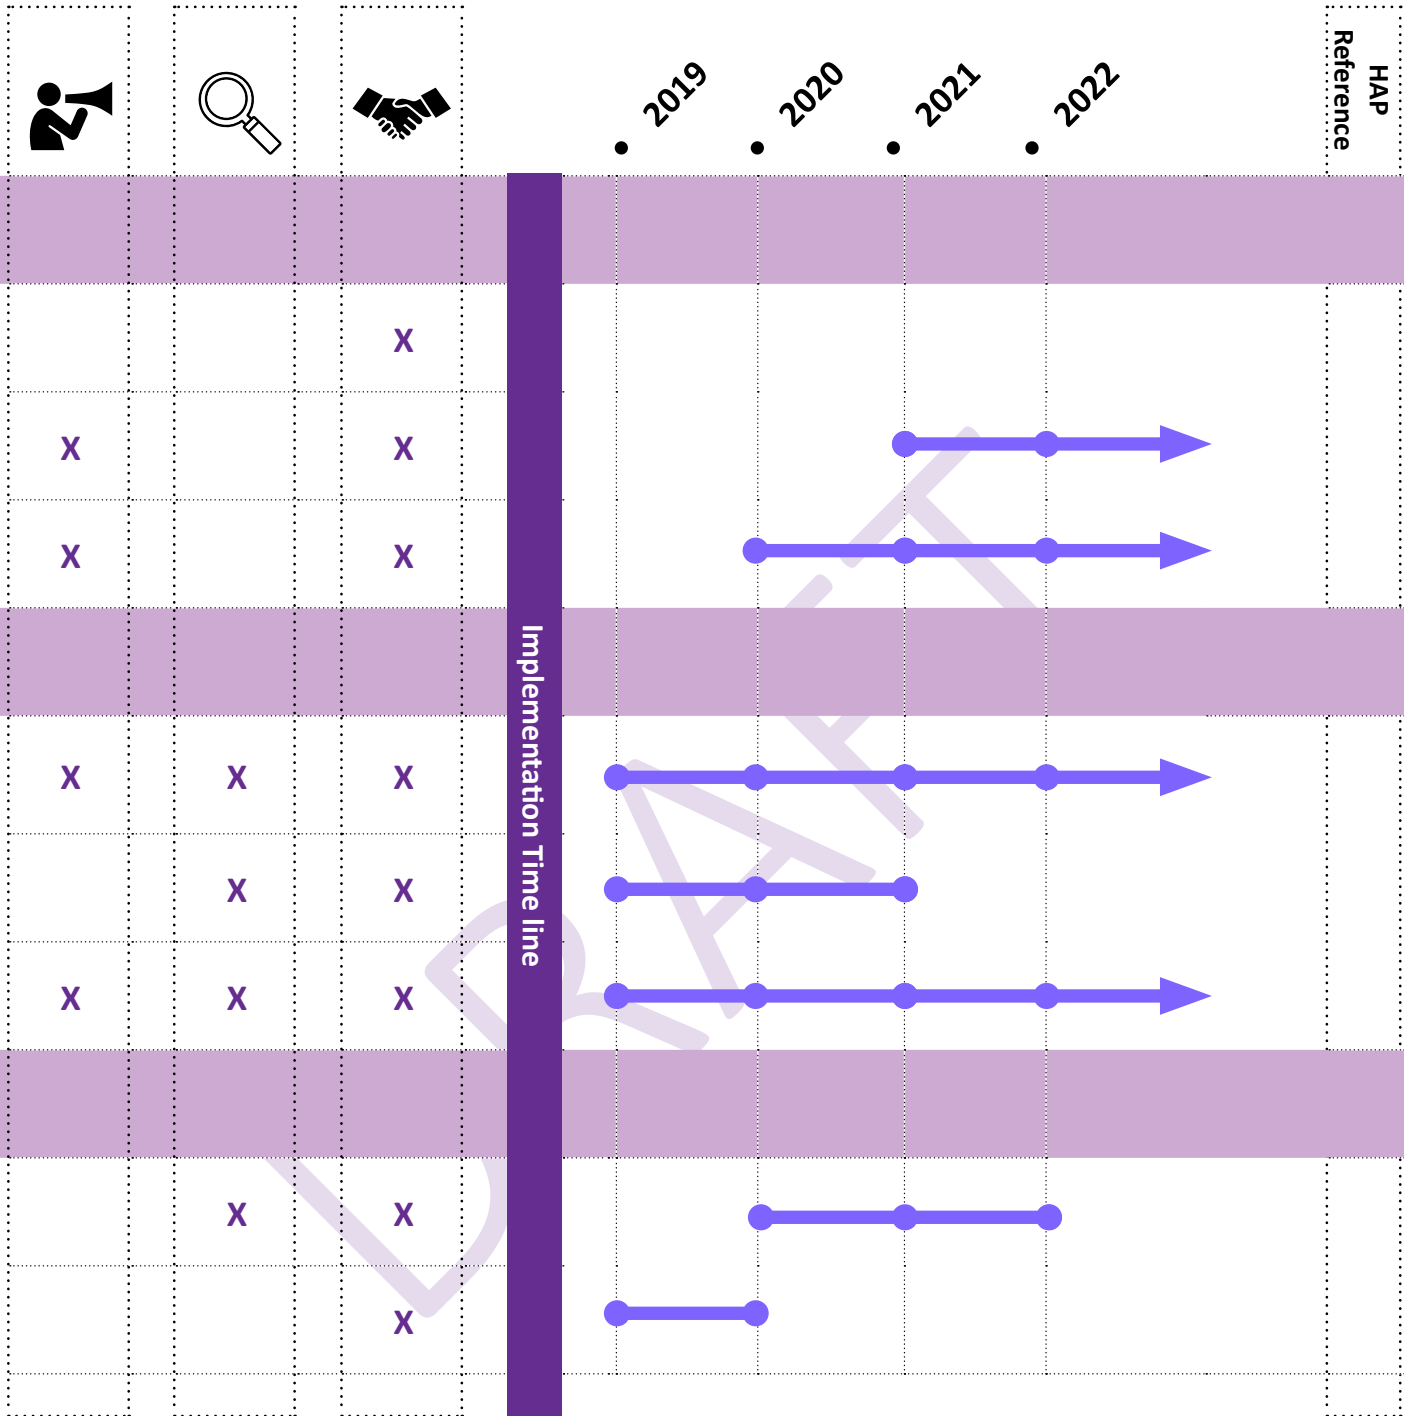 2019 2020 2021 2022
HAP
Reference
X
X X
X X
Implementation Time line
X X X
X X
X X X
X X
X
DRAFT